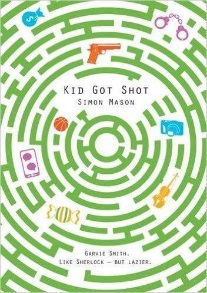 KID GOT SHOT
SIMON MASON
GARVIE SMITH.
LIKE SHERLOCK – BUT LAZIER.